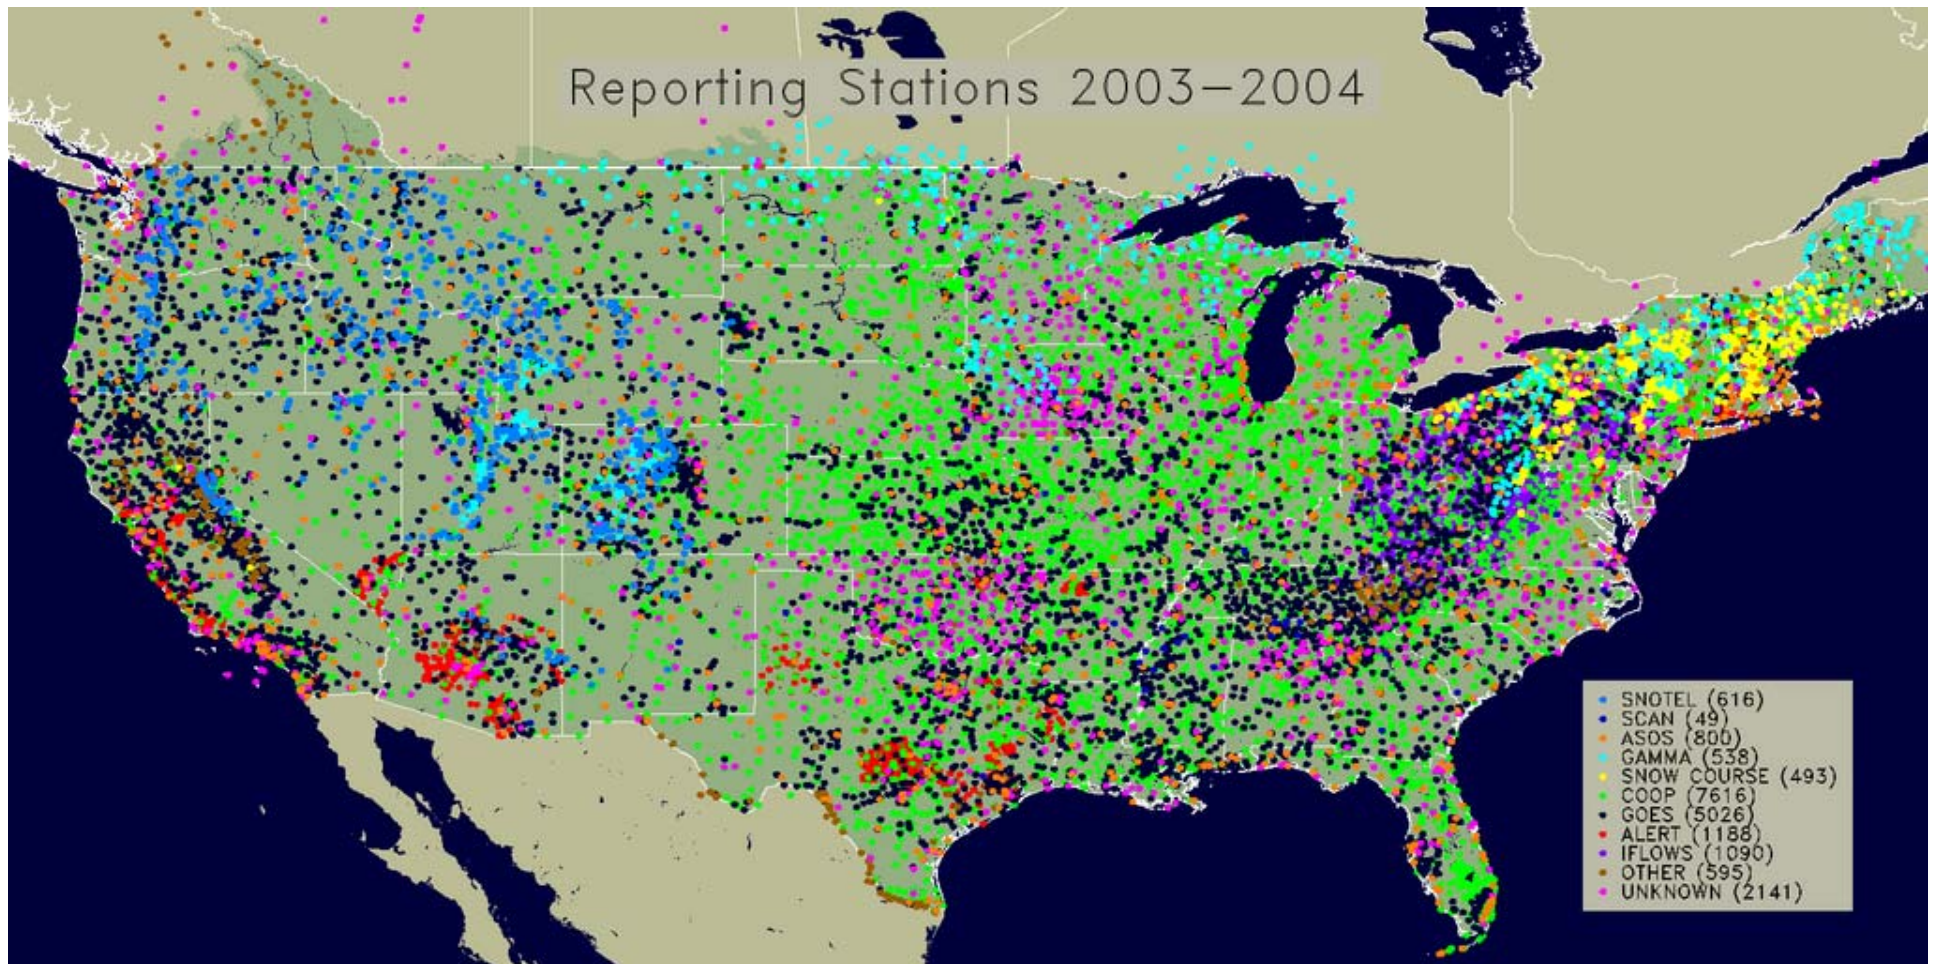 Reporting Stations 2003-2004
SNOTEL (616)
SCAN (49)
ASOS (800)
GAMMA (538)
SNOW COURSE (493)
COOP (7616)
GOES (5026)
ALERT (1188)
IFLOWS (1090)
OTHER (595)
UNKNOWN (2141)